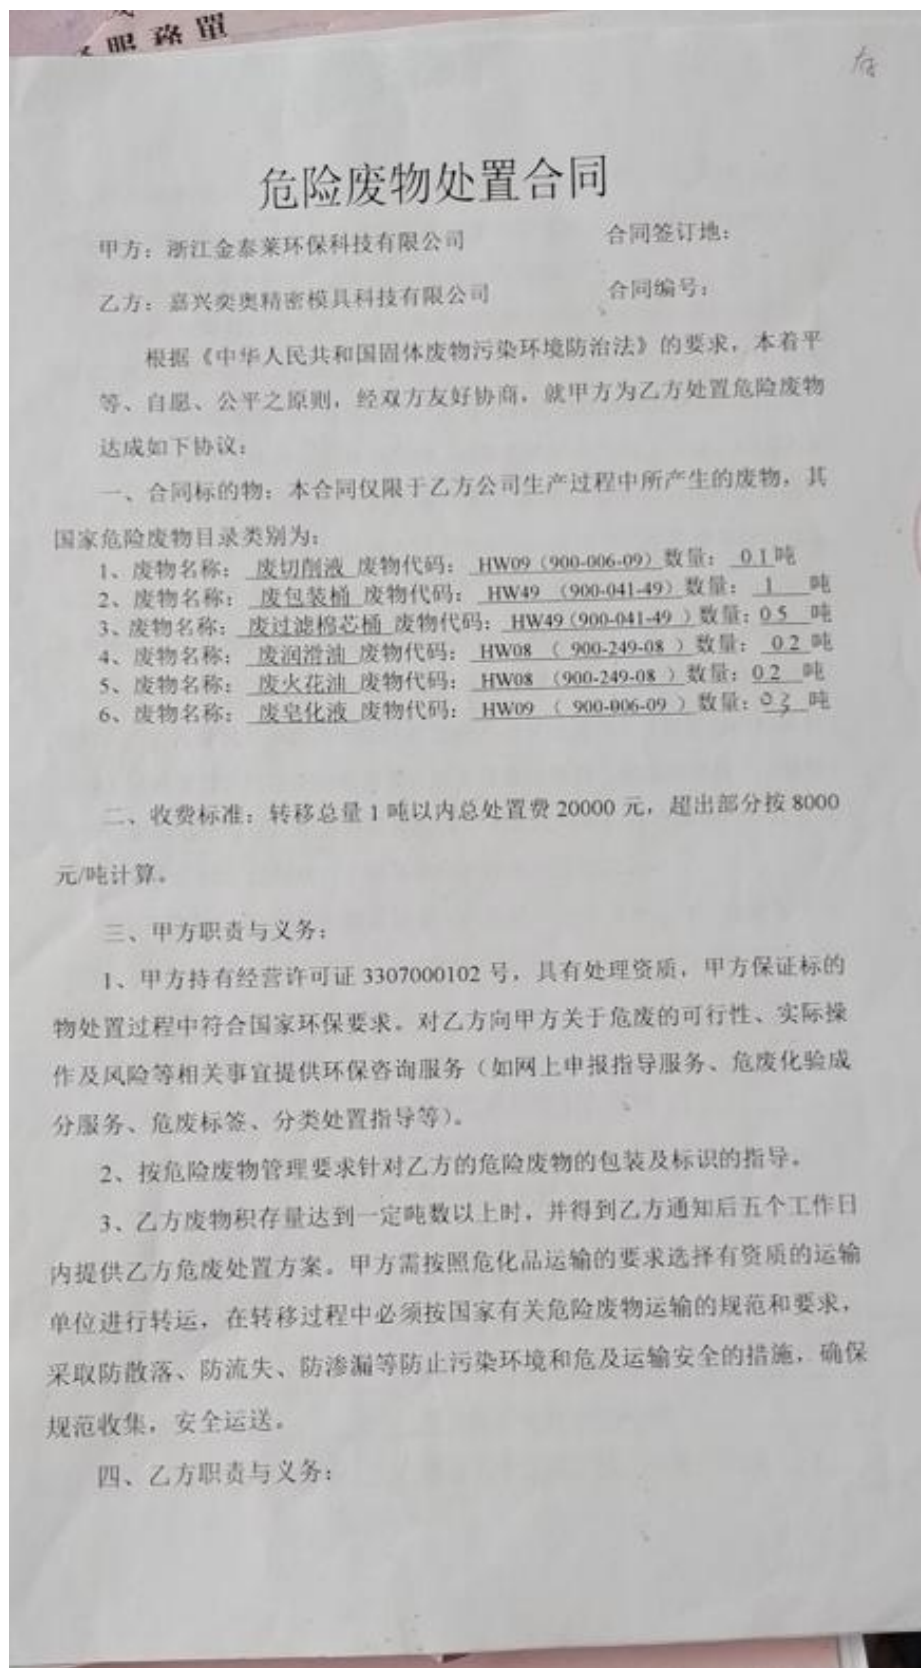 服務單
存
危险废物处置合同
甲方：浙江金泰莱环保科技有限公司
合同签订地：
乙方：嘉兴奕奥精密模具科技有限公司
合同编号：
根据《中华人民共和国固体废物污染环境防治法》的要求，本着平
等、自愿、公平之原则，经双方友好协商，就甲方为乙方处置危险废物
达成如下协议：
一、合同标的物：本合同仅限于乙方公司生产过程中所产生的废物，其
国家危险废物目录类别为：
1、废物名称： 废切削液 废物代码： HW09（900-006-09）数量： 0.1吨
2、废物名称： 废包装桶 废物代码： HW49 （900-041-49）数量： 1 吨
3、废物名称： 废过滤棉芯桶 废物代码： HW49（900-041-49 ）数量：0.5 吨
4、废物名称： 废润滑油 废物代码： HW08 （ 900-249-08 ）数量： 0.2 吨
5、废物名称： 废火花油 废物代码： HW08 （900-249-08 ）数量：0.2 吨
6、废物名称： 废皂化液 废物代码： HW09 （ 900-006-09 ）数量：0.3 吨
二、收费标准：转移总量 1 吨以内总处置费 20000 元，超出部分按 8000
元/吨计算。
三、甲方职责与义务：
1、甲方持有经营许可证 3307000102 号，具有处理资质，甲方保证标的
物处置过程中符合国家环保要求。对乙方向甲方关于危废的可行性、实际操
作及风险等相关事宜提供环保咨询服务（如网上申报指导服务、危废化验成
分服务、危废标签、分类处置指导等）。
2、按危险废物管理要求针对乙方的危险废物的包装及标识的指导。
3、乙方废物积存量达到一定吨数以上时，并得到乙方通知后五个工作日
内提供乙方危废处置方案。甲方需按照危化品运输的要求选择有资质的运输
单位进行转运，在转移过程中必须按国家有关危险废物运输的规范和要求，
采取防散落、防流失、防渗漏等防止污染环境和危及运输安全的措施，确保
规范收集，安全运送。
四、乙方职责与义务：